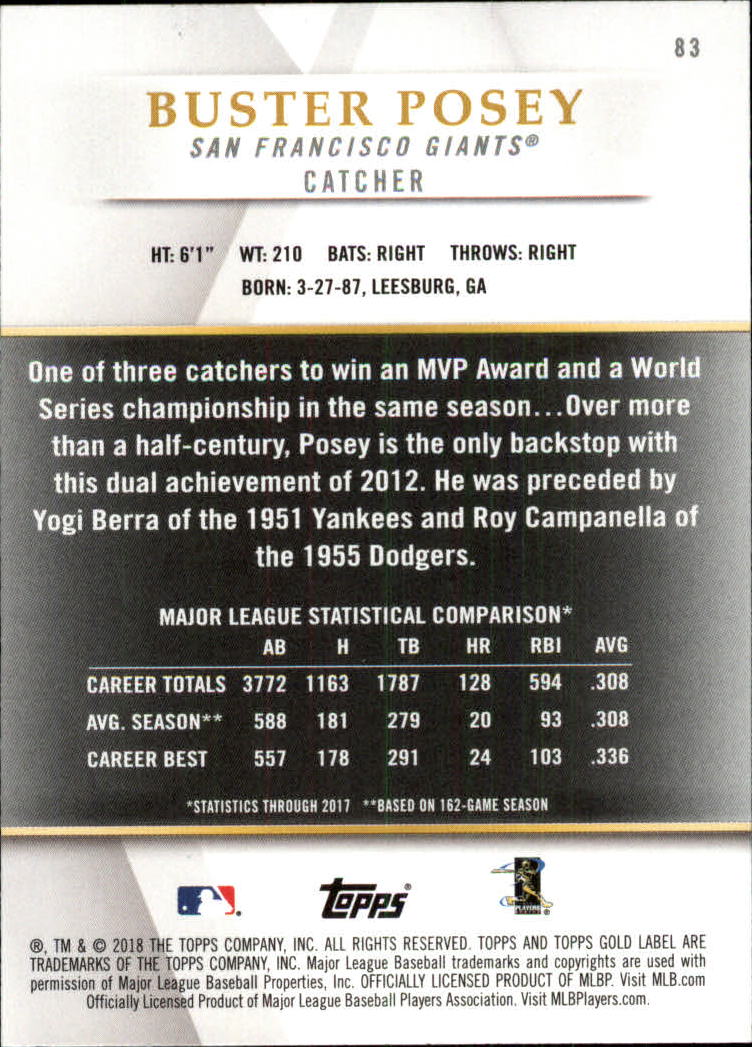 83
BUSTER POSEY
SAN FRANCISCO GIANTS®
CATCHER
HT: 6'1" WT: 210 BATS: RIGHT THROWS: RIGHT
BORN: 3-27-87, LEESBURG, GA
One of three catchers to win an MVP Award and a World
Series championship in the same season...Over more
than a half-century, Posey is the only backstop with
this dual achievement of 2012. He was preceded by
Yogi Berra of the 1951 Yankees and Roy Campanella of
the 1955 Dodgers.
MAJOR LEAGUE STATISTICAL COMPARISON*
AB H TB HR RBI AVG
CAREER TOTALS 3772 1163 1787 128 594 .308
AVG. SEASON** 588 181 279 20 93 .308
CAREER BEST 557 178 291 24 103 .336
*STATISTICS THROUGH 2017 **BASED ON 162-GAME SEASON
Topps®
PLAYERS
®, TM & © 2018 THE TOPPS COMPANY, INC. ALL RIGHTS RESERVED. TOPPS AND TOPPS GOLD LABEL ARE
TRADEMARKS OF THE TOPPS COMPANY, INC. Major League Baseball trademarks and copyrights are used with
permission of Major League Baseball Properties, Inc. OFFICIALLY LICENSED PRODUCT OF MLBP. Visit MLB.com
Officially Licensed Product of Major League Baseball Players Association. Visit MLBPlayers.com.